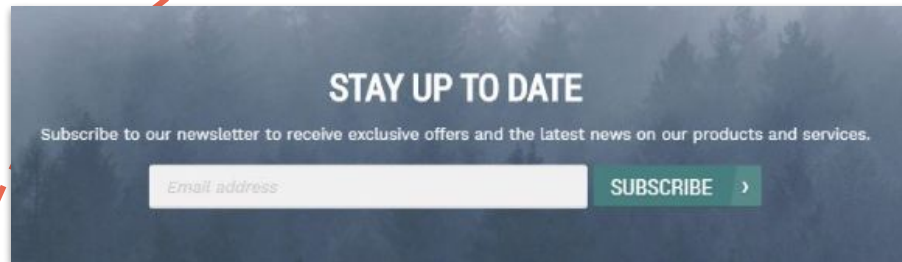 STAY UP TO DATE
Subscribe to our newsletter to receive exclusive offers and the latest news on our products and services.
Email address
SUBSCRIBE ›